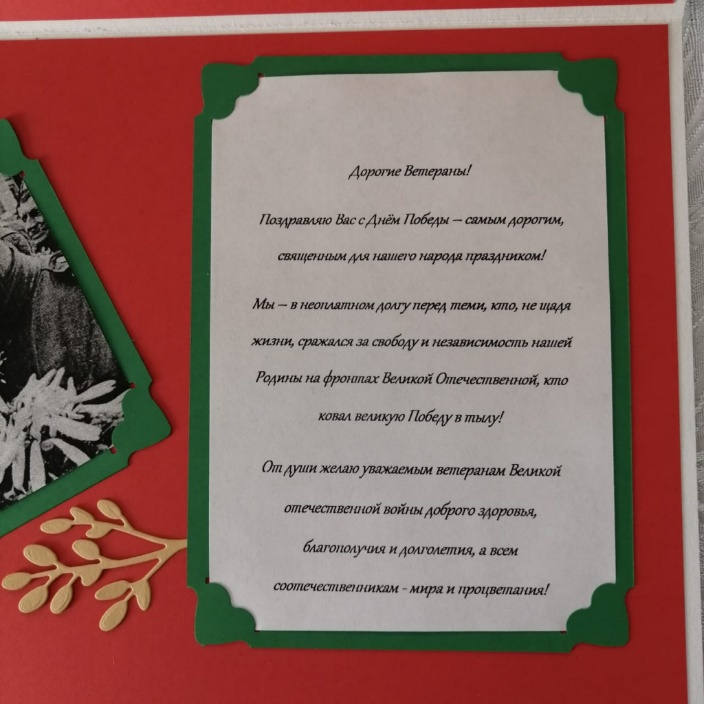 Дорогие Ветераны!
Поздравляю Вас с Днём Победы – самым дорогим,
священным для нашего народа праздником!
Мы – в неоплатном долгу перед теми, кто, не щадя
жизни, сражался за свободу и независимость нашей
Родины на фронтах Великой Отечественной, кто
ковал великую Победу в тылу!
От души желаю уважаемым ветеранам Великой
отечественной войны доброго здоровья,
благополучия и долголетия, а всем
соотечественникам - мира и процветания!